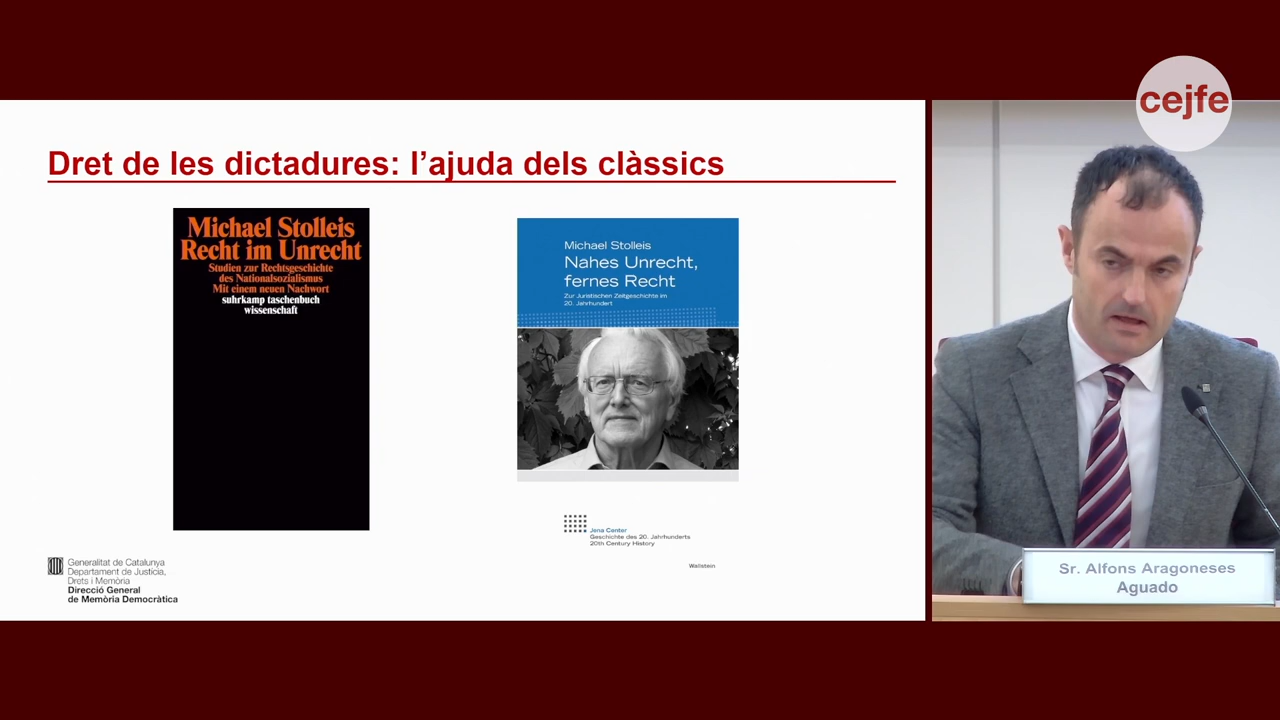 cejfe
Dret de les dictadures: l’ajuda dels clàssics
Michael Stolleis
Recht im Unrecht
Studien zur Rechtsgeschichte
des Nationalsozialismus
Mit einem neuen Nachwort
suhrkamp taschenbuch
wissenschaft
Michael Stolleis
Nahes Unrecht,
fernes Recht
Zur Juristischen Zeitgeschichte im
20. Jahrhundert
Jena Center
Geschichte des 20. Jahrhunderts
20th Century History
Wallstein
Generalitat de Catalunya
Departament de Justícia,
Drets i Memòria
Direcció General
de Memòria Democràtica
Sr. Alfons Aragoneses
Aguado